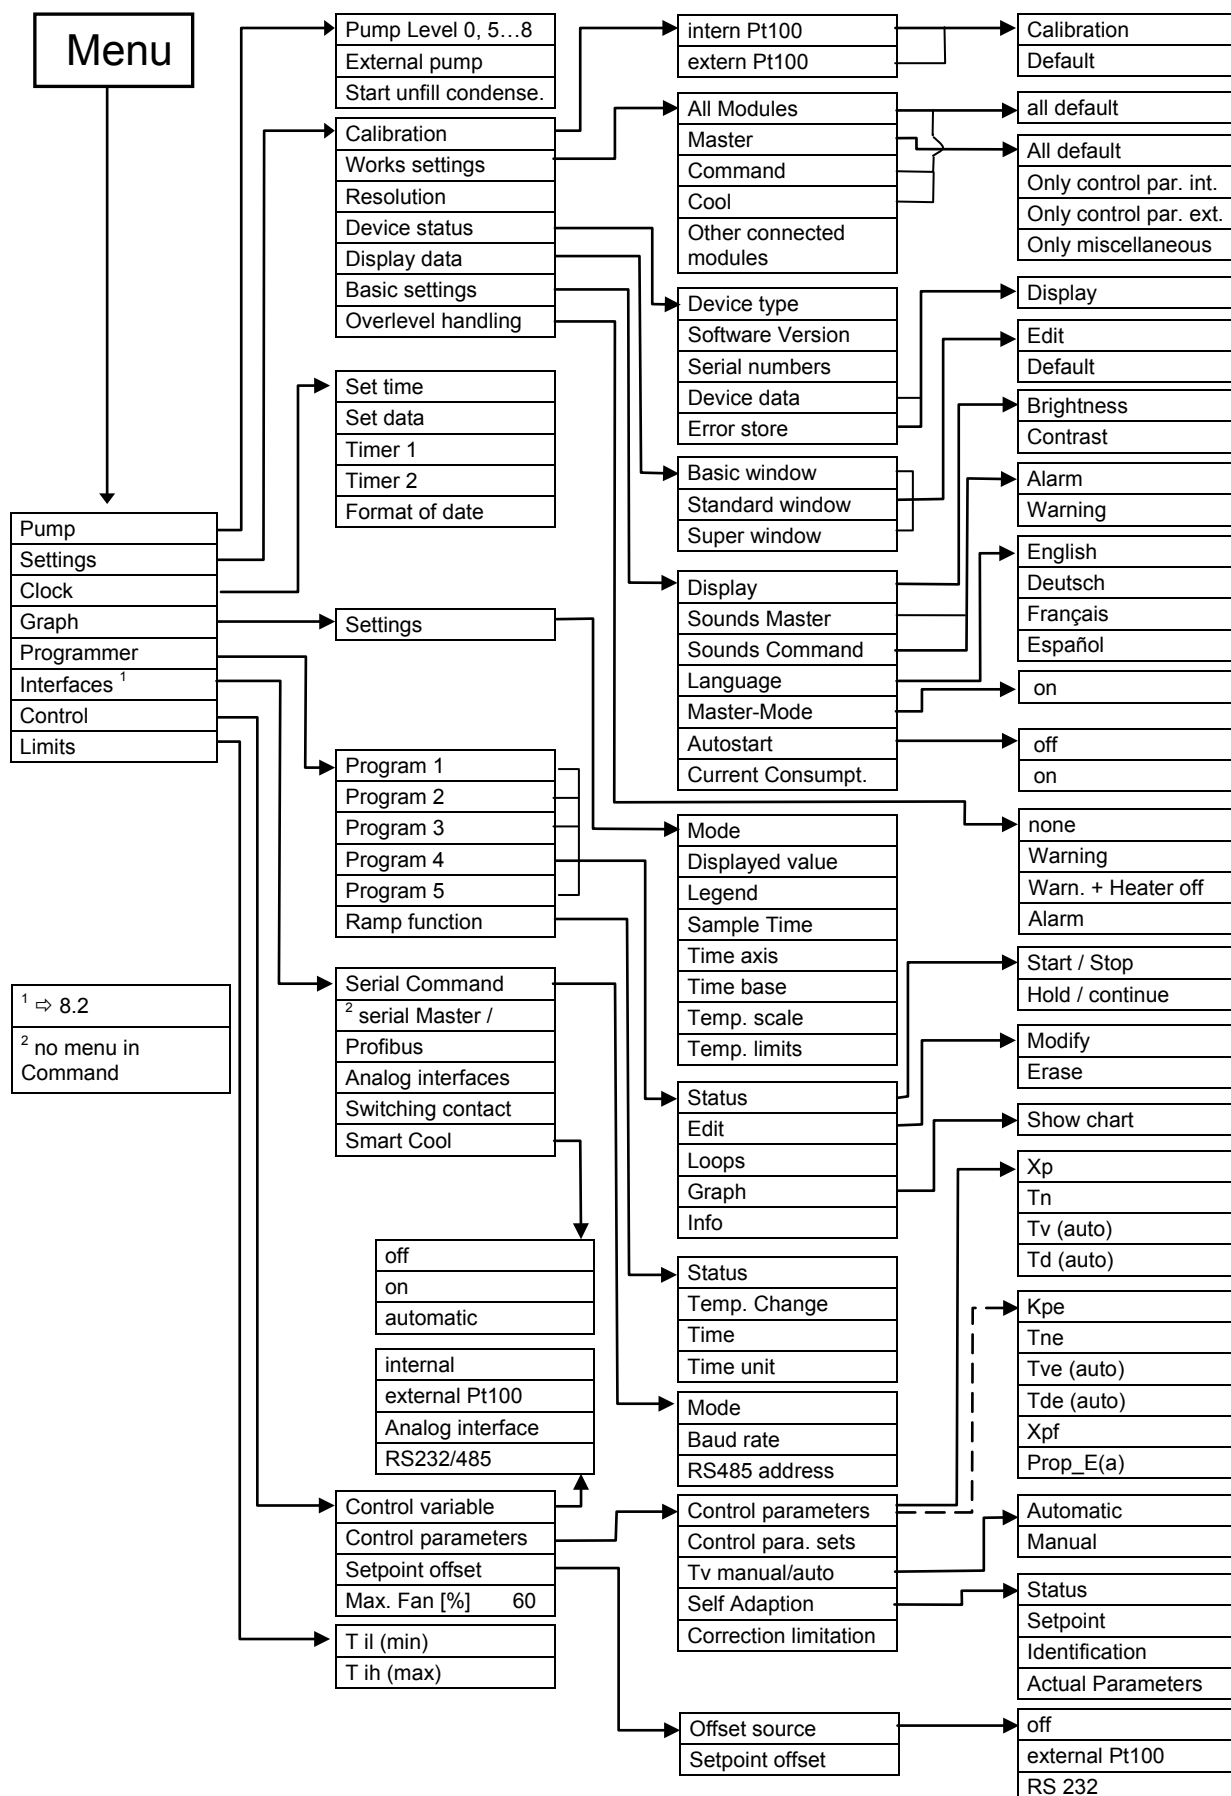 Menu
Pump
Settings
Clock
Graph
Programmer
Interfaces 1
Control
Limits
1 ⇨ 8.2
2 no menu in
Command
Pump Level 0, 5…8
External pump
Start unfill condense.
Calibration
Works settings
Resolution
Device status
Display data
Basic settings
Overlevel handling
Set time
Set data
Timer 1
Timer 2
Format of date
Settings
Program 1
Program 2
Program 3
Program 4
Program 5
Ramp function
Serial Command
2 serial Master /
Profibus
Analog interfaces
Switching contact
Smart Cool
off
on
automatic
internal
external Pt100
Analog interface
RS232/485
Control variable
Control parameters
Setpoint offset
Max. Fan [%] 60
T il (min)
T ih (max)
intern Pt100
extern Pt100
All Modules
Master
Command
Cool
Other connected
modules
Device type
Software Version
Serial numbers
Device data
Error store
Basic window
Standard window
Super window
Display
Sounds Master
Sounds Command
Language
Master-Mode
Autostart
Current Consumpt.
Mode
Displayed value
Legend
Sample Time
Time axis
Time base
Temp. scale
Temp. limits
Status
Edit
Loops
Graph
Info
Status
Temp. Change
Time
Time unit
Mode
Baud rate
RS485 address
Control parameters
Control para. sets
Tv manual/auto
Self Adaption
Correction limitation
Offset source
Setpoint offset
Calibration
Default
all default
All default
Only control par. int.
Only control par. ext.
Only miscellaneous
Display
Edit
Default
Brightness
Contrast
Alarm
Warning
English
Deutsch
Français
Español
on
off
on
none
Warning
Warn. + Heater off
Alarm
Start / Stop
Hold / continue
Modify
Erase
Show chart
Xp
Tn
Tv (auto)
Td (auto)
Kpe
Tne
Tve (auto)
Tde (auto)
Xpf
Prop_E(a)
Automatic
Manual
Status
Setpoint
Identification
Actual Parameters
off
external Pt100
RS 232